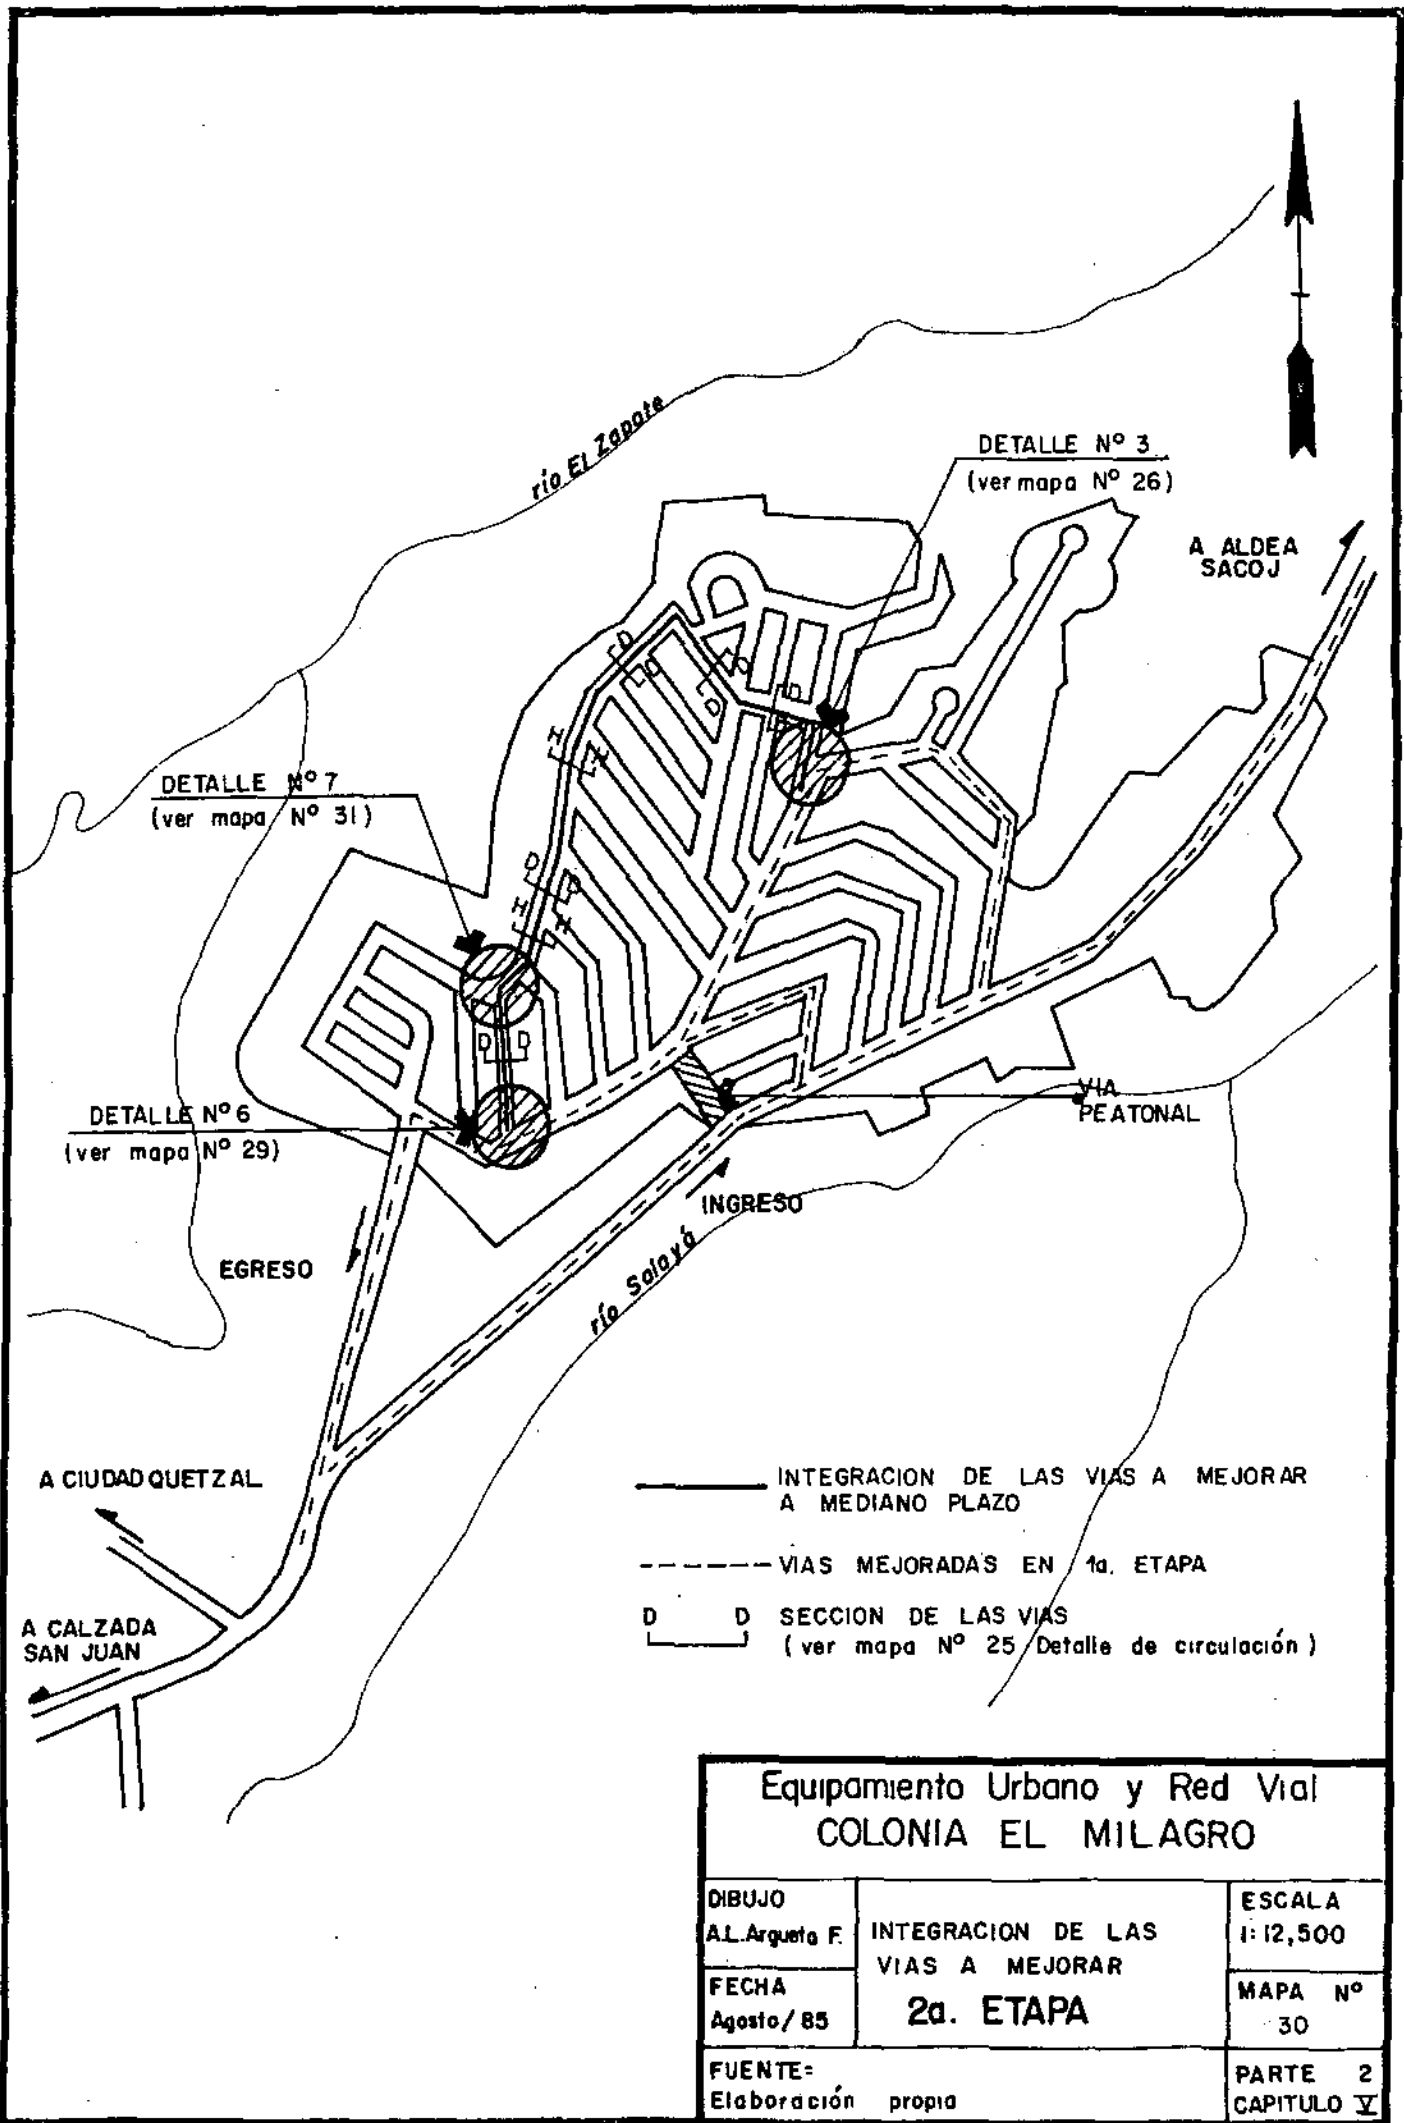 río El Zapote
DETALLE Nº 3
(ver mapa Nº 26)
A ALDEA
SACOJ
D
D
D
D
D
H
H
DETALLE Nº 7
(ver mapa Nº 31)
D
D
H
H
D D
DETALLE Nº 6
(ver mapa Nº 29)
VIA
PEATONAL
INGRESO
EGRESO
río Salayá
A CIUDAD QUETZAL
INTEGRACION DE LAS VIAS A MEJORAR
A MEDIANO PLAZO
VIAS MEJORADAS EN 1a. ETAPA
D D SECCION DE LAS VIAS
(ver mapa Nº 25 Detalle de circulación)
A CALZADA
SAN JUAN
Equipamiento Urbano y Red Vial
COLONIA EL MILAGRO
DIBUJO
A.L. Argueta F.
FECHA
Agosto/85
INTEGRACION DE LAS
VIAS A MEJORAR
2a. ETAPA
ESCALA
1:12,500
MAPA Nº
30
FUENTE=
Elaboración propia
PARTE 2
CAPITULO V